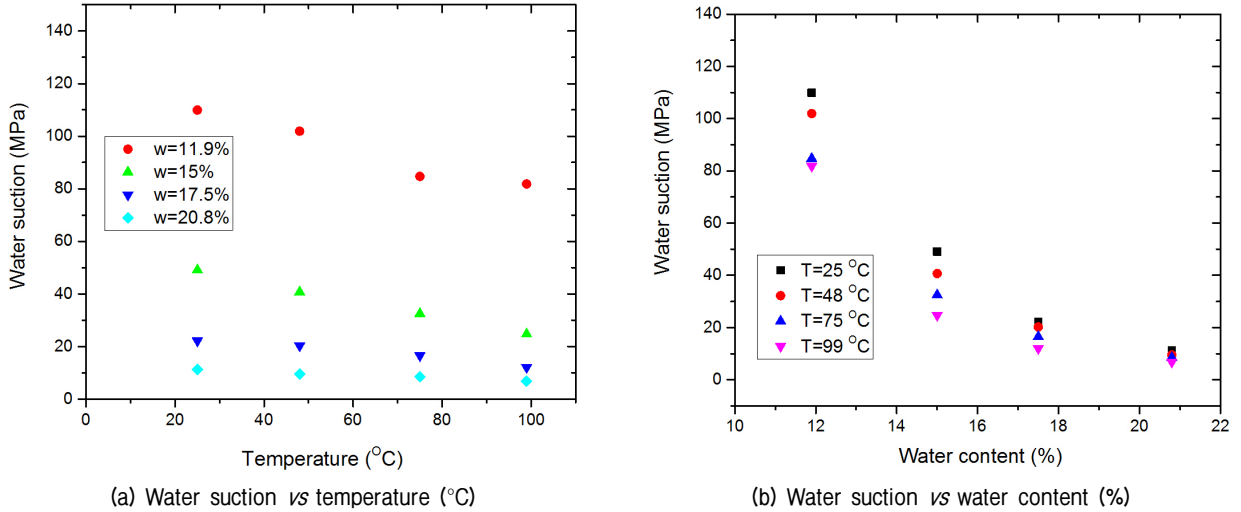 140
120
100
80
60
40
20
0
0 20 40 60 80 100
Water suction (MPa)
Temperature (°C)
w=11.9%
w=15%
w=17.5%
w=20.8%
(a) Water suction vs temperature (°C)
140
120
100
80
60
40
20
0
10 12 14 16 18 20 22
Water suction (MPa)
Water content (%)
T=25 °C
T=48 °C
T=75 °C
T=99 °C
(b) Water suction vs water content (%)